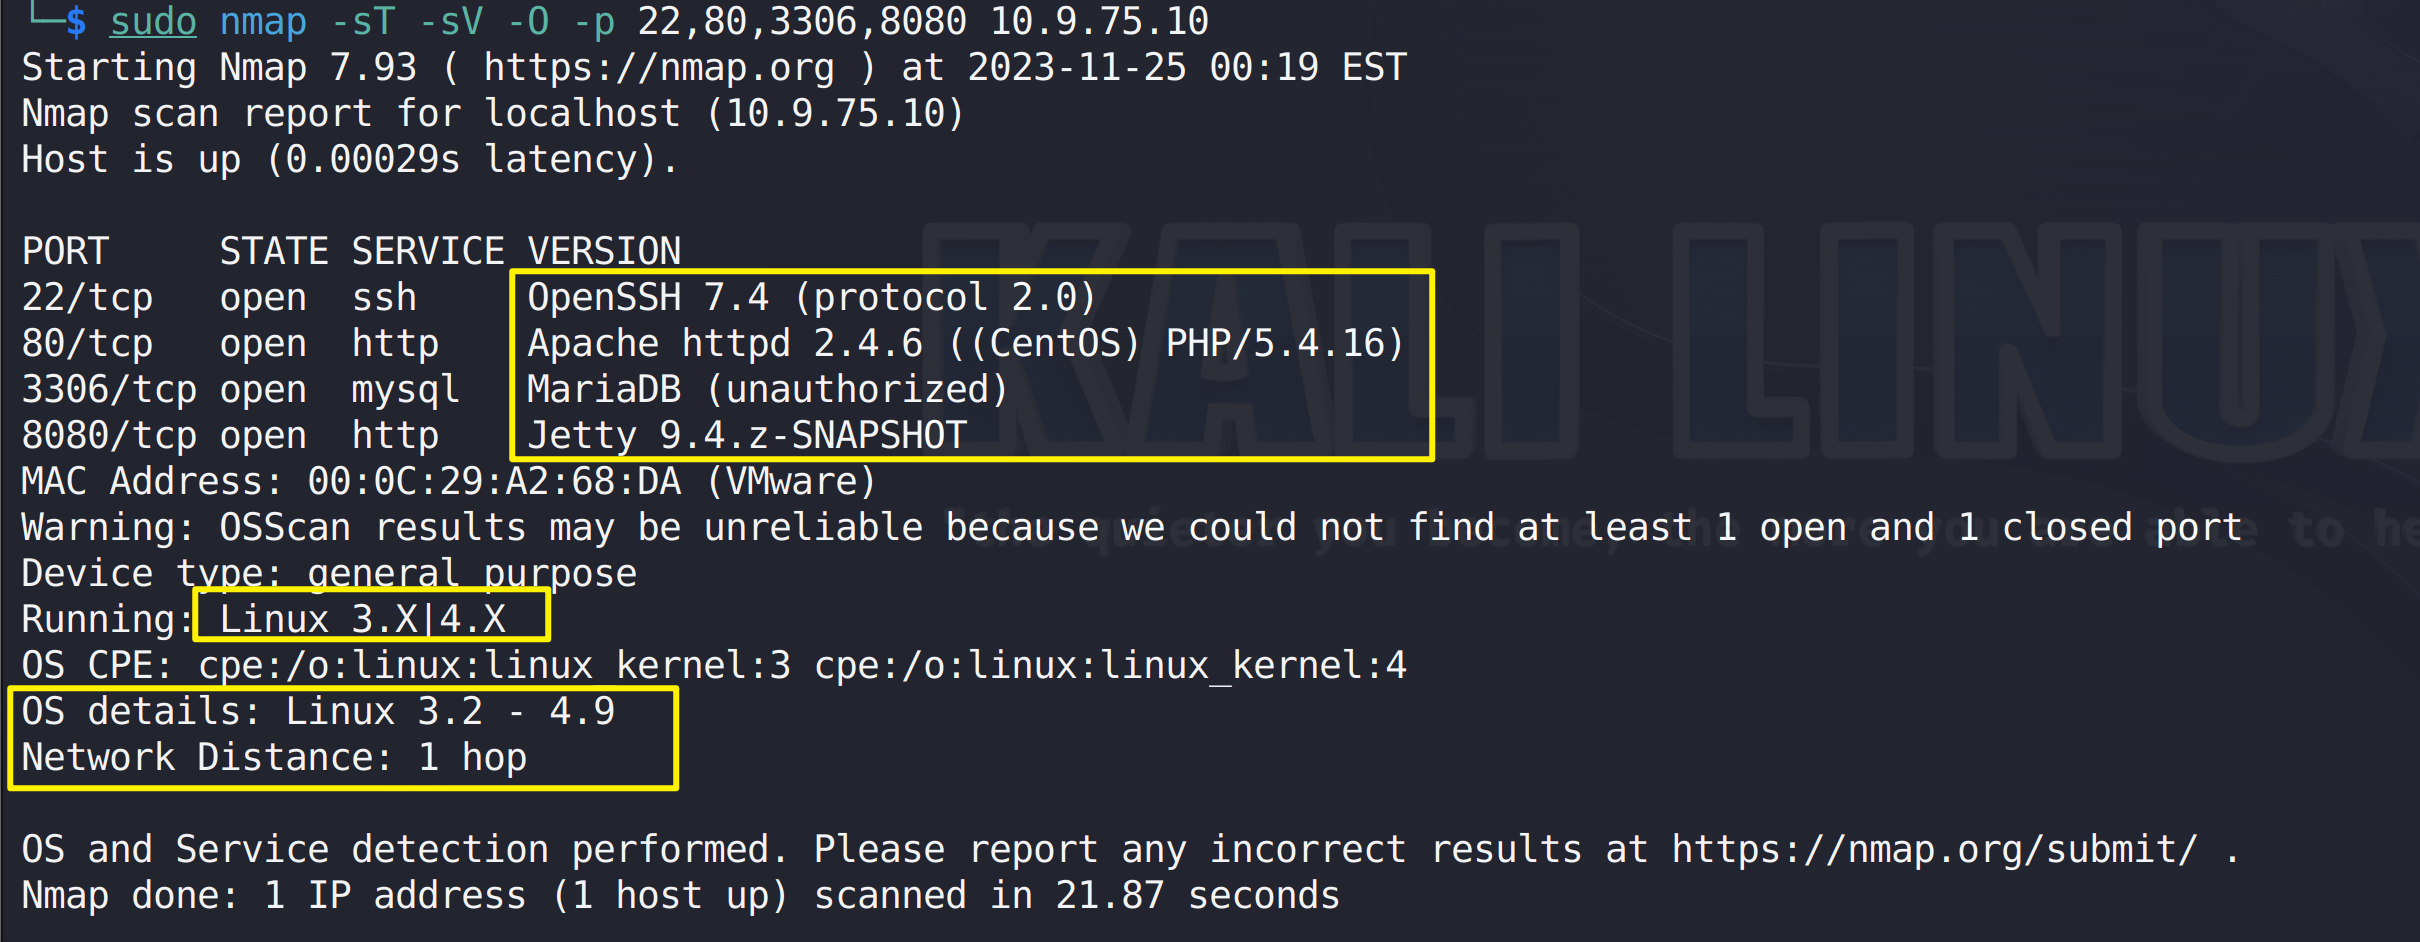 └─$ sudo nmap -sT -sV -O -p 22,80,3306,8080 10.9.75.10
Starting Nmap 7.93 ( https://nmap.org ) at 2023-11-25 00:19 EST
Nmap scan report for localhost (10.9.75.10)
Host is up (0.00029s latency).
PORT     STATE SERVICE VERSION
22/tcp   open  ssh     OpenSSH 7.4 (protocol 2.0)
80/tcp   open  http    Apache httpd 2.4.6 ((CentOS) PHP/5.4.16)
3306/tcp open  mysql   MariaDB (unauthorized)
8080/tcp open  http    Jetty 9.4.z-SNAPSHOT
MAC Address: 00:0C:29:A2:68:DA (VMware)
Warning: OSScan results may be unreliable because we could not find at least 1 open and 1 closed port
Device type: general purpose
Running: Linux 3.X|4.X
OS CPE: cpe:/o:linux:linux_kernel:3 cpe:/o:linux:linux_kernel:4
OS details: Linux 3.2 - 4.9
Network Distance: 1 hop
OS and Service detection performed. Please report any incorrect results at https://nmap.org/submit/ .
Nmap done: 1 IP address (1 host up) scanned in 21.87 seconds
KALI LINUX